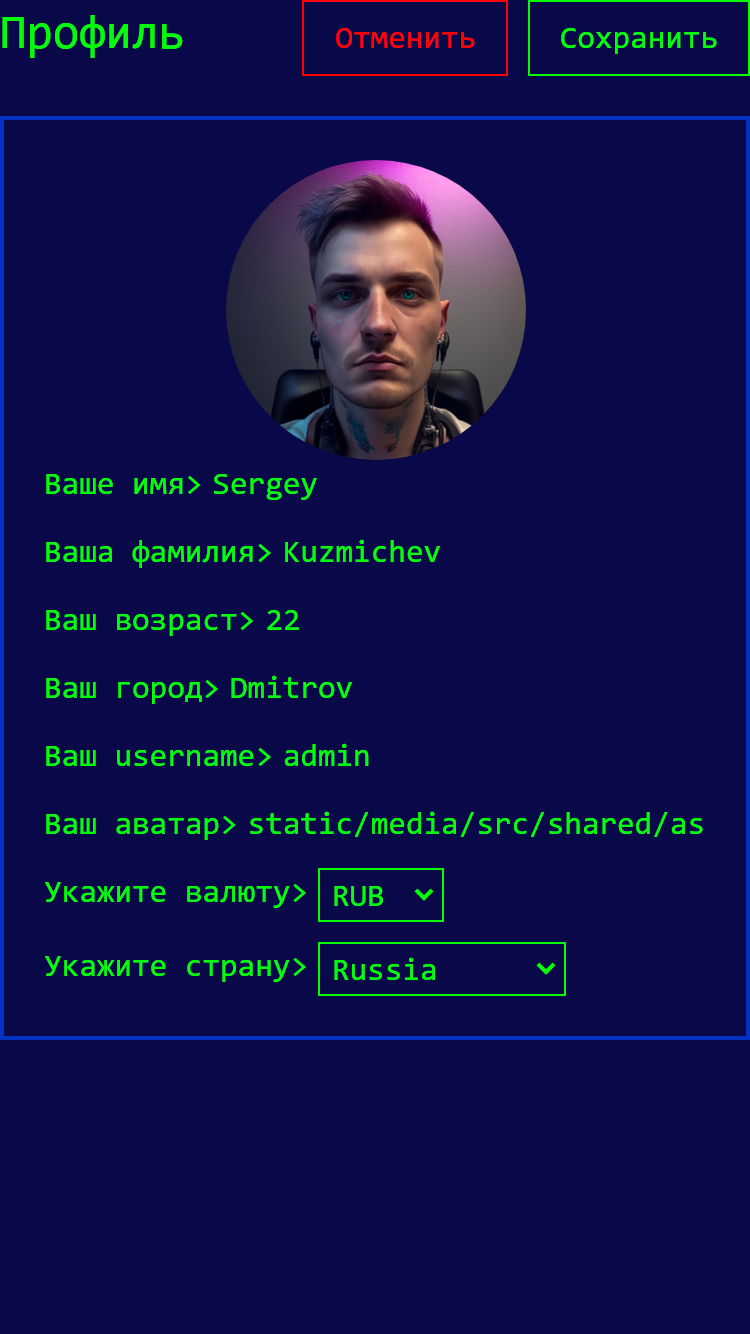 Профиль
Отменить
Сохранить
Ваше имя> Sergey
Ваша фамилия> Kuzmichev
Ваш возраст> 22
Ваш город> Dmitrov
Ваш username> admin
Ваш аватар> static/media/src/shared/as
Укажите валюту> RUB
Укажите страну> Russia